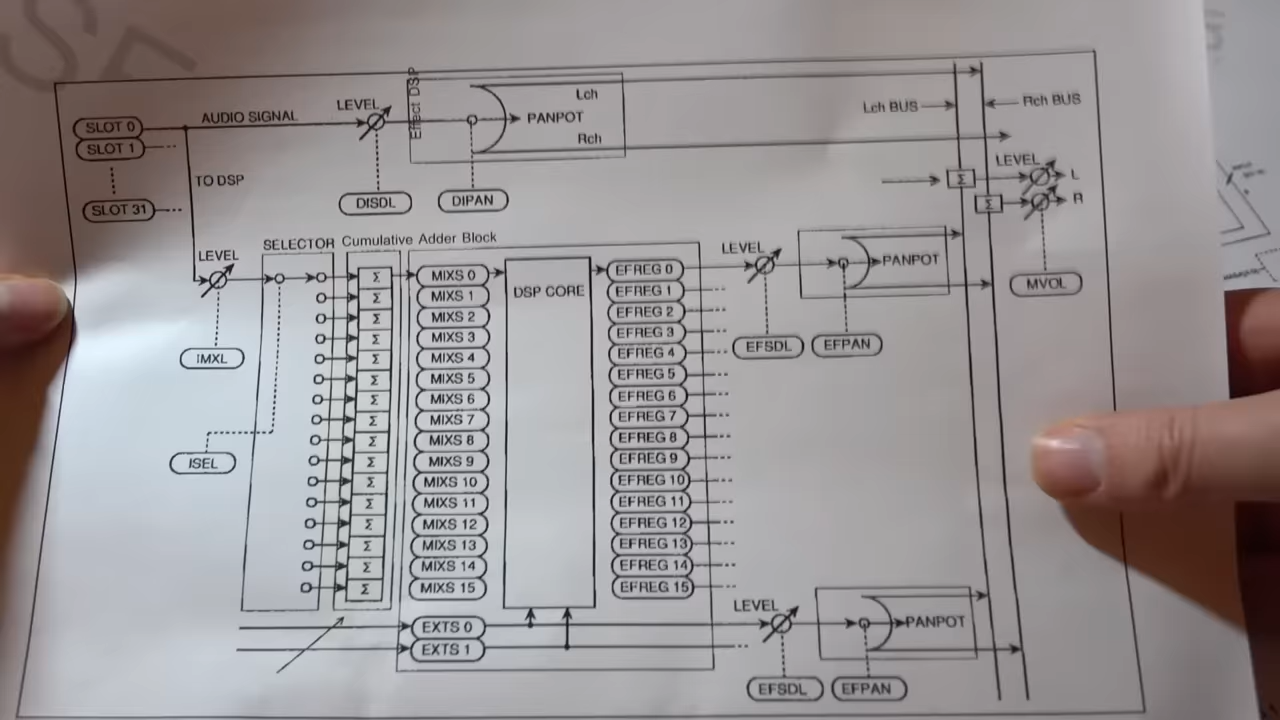 SE
Effect DSP
Lch
LEVEL
AUDIO SIGNAL
PANPOT
Lch BUS
Rch BUS
SLOT 0
SLOT 1
Rch
TO DSP
LEVEL
Σ
L
DISDL
DIPAN
SLOT 31
Σ
R
SELECTOR
Cumulative Adder Block
LEVEL
LEVEL
PANPOT
Σ
MIXS 0
DSP CORE
EFREG 0
MVOL
Σ
MIXS 1
EFREG 1
Σ
MIXS 2
EFREG 2
Σ
MIXS 3
EFREG 3
EFSDL
EFPAN
IMXL
Σ
MIXS 4
EFREG 4
Σ
MIXS 5
EFREG 5
Σ
MIXS 6
EFREG 6
Σ
MIXS 7
EFREG 7
Σ
MIXS 8
EFREG 8
ISEL
Σ
MIXS 9
EFREG 9
Σ
MIXS 10
EFREG 10
Σ
MIXS 11
EFREG 11
Σ
MIXS 12
EFREG 12
Σ
MIXS 13
EFREG 13
Σ
MIXS 14
EFREG 14
Σ
MIXS 15
EFREG 15
LEVEL
EXTS 0
PANPOT
EXTS 1
EFSDL
EFPAN